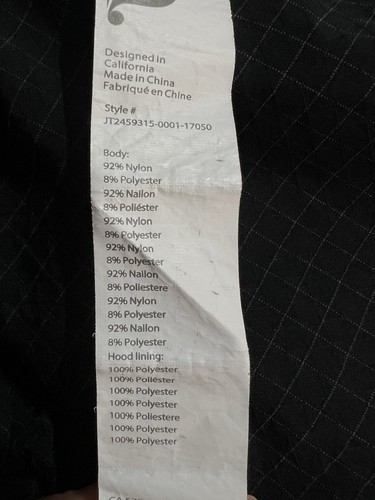 Designed in
California
Made in China
Fabriqué en Chine
Style #
JT2459315-0001-17050
Body:
92% Nylon
8% Polyester
92% Nailon
8% Poliéster
92% Nylon
8% Polyester
92% Nylon
8% Polyester
92% Nailon
8% Poliestere
92% Nylon
8% Polyester
92% Nailon
8% Polyester
Hood lining:
100% Polyester
100% Poliéster
100% Polyester
100% Polyester
100% Poliestere
100% Polyester
100% Polyester